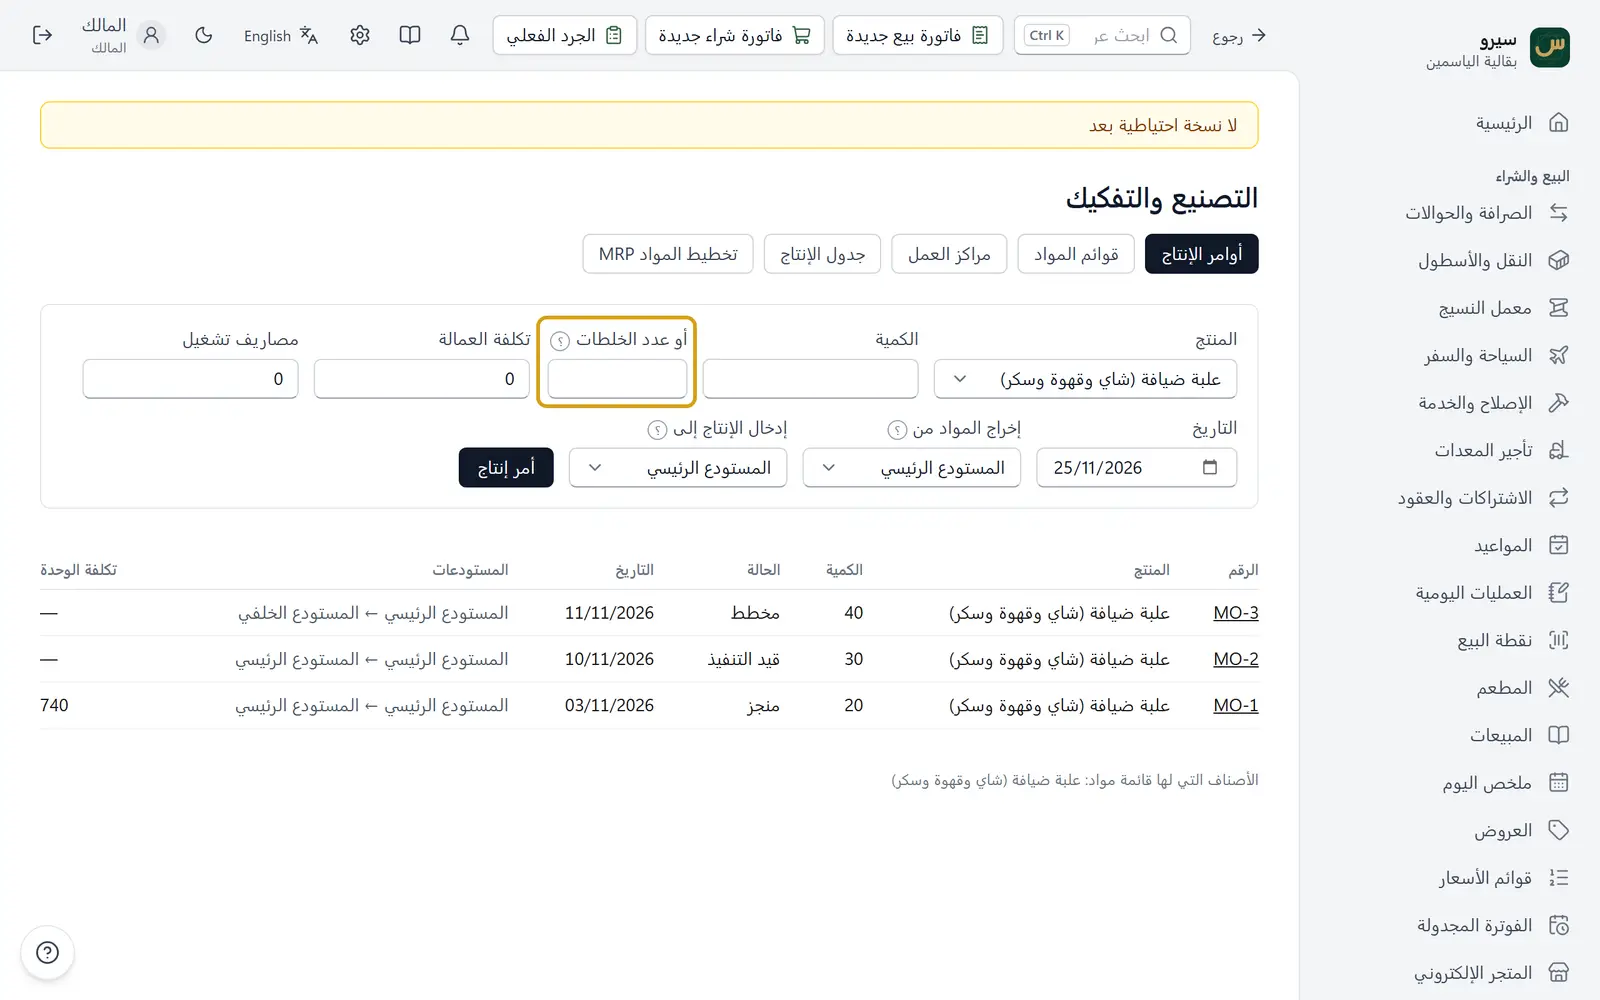 سيرو
بقالية الياسمين
رجوع
ابحث عن
Ctrl K
فاتورة بيع جديدة
فاتورة شراء جديدة
الجرد الفعلي
English
المالك
المالك
الرئيسية
البيع والشراء
الصرافة والحوالات
النقل والأسطول
معمل النسيج
السياحة والسفر
الإصلاح والخدمة
تأجير المعدات
الاشتراكات والعقود
المواعيد
العمليات اليومية
نقطة البيع
المطعم
المبيعات
ملخص اليوم
العروض
قوائم الأسعار
الفوترة المجدولة
المتجر الإلكتروني
لا نسخة احتياطية بعد
التصنيع والتفكيك
أوامر الإنتاج
قوائم المواد
مراكز العمل
جدول الإنتاج
تخطيط المواد MRP
المنتج
الكمية
أو عدد الخلطات ؟
تكلفة العمالة
مصاريف تشغيل
علبة ضيافة (شاي وقهوة وسكر)
0
0
التاريخ
إخراج المواد من ؟
إدخال الإنتاج إلى ؟
25/11/2026
المستودع الرئيسي
المستودع الرئيسي
أمر إنتاج
الرقم المنتج الكمية الحالة التاريخ المستودعات تكلفة الوحدة
MO-3 علبة ضيافة (شاي وقهوة وسكر) 40 مخطط 11/11/2026 المستودع الرئيسي ← المستودع الخلفي —
MO-2 علبة ضيافة (شاي وقهوة وسكر) 30 قيد التنفيذ 10/11/2026 المستودع الرئيسي ← المستودع الرئيسي —
MO-1 علبة ضيافة (شاي وقهوة وسكر) 20 منجز 03/11/2026 المستودع الرئيسي ← المستودع الرئيسي 740
الأصناف التي لها قائمة مواد: علبة ضيافة (شاي وقهوة وسكر)